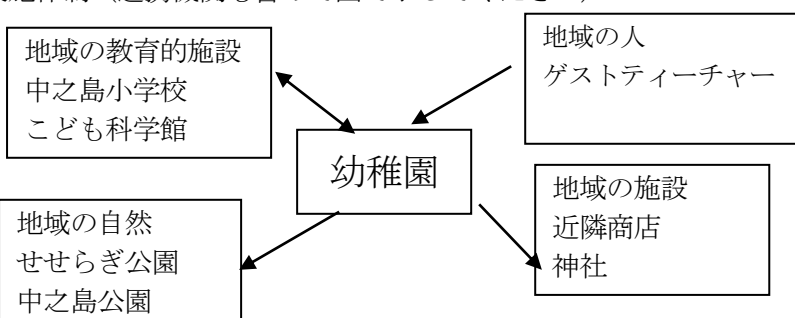 地域の教育的施設
中之島小学校
こども科学館
地域の人
ゲストティーチャー
幼稚園
地域の自然
せせらぎ公園
中之島公園
地域の施設
近隣商店
神社